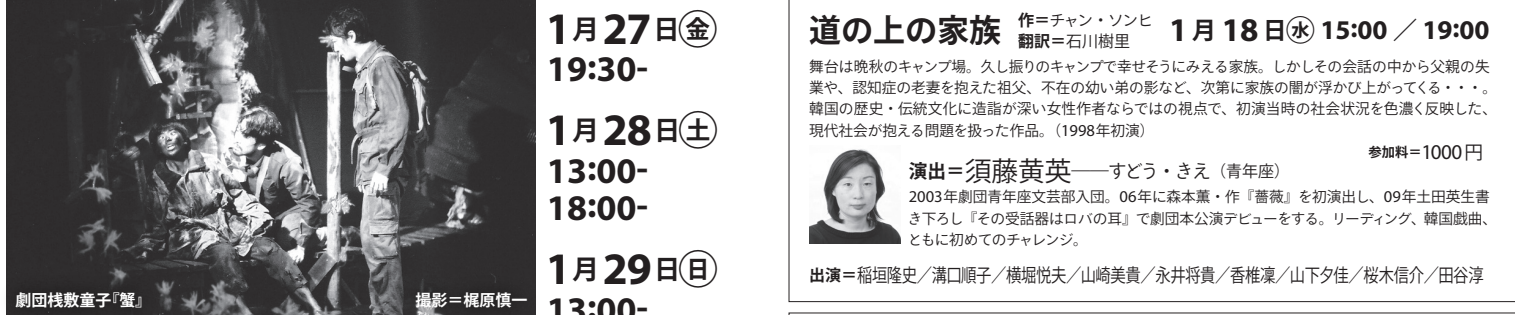 劇団桟敷童子『蟹』
撮影＝梶原慎一
1月27日㊎
19:30-
1月28日㊏
13:00-
18:00-
1月29日㊐
13:00-
道の上の家族
作＝チャン・ソンヒ
翻訳＝石川樹里
1月18日㊌ 15:00 ／ 19:00
舞台は晩秋のキャンプ場。久し振りのキャンプで幸せそうにみえる家族。しかしその会話の中から父親の失
業や、認知症の老妻を抱えた祖父、不在の幼い弟の影など、次第に家族の闇が浮かび上がってくる・・・。
韓国の歴史・伝統文化に造詣が深い女性作者ならではの視点で、初演当時の社会状況を色濃く反映した、
現代社会が抱える問題を扱った作品。（1998年初演）
参加料＝1000円
演出＝須藤黄英──すどう・きえ（青年座）
2003年劇団青年座文芸部入団。06年に森本薫・作『薔薇』を初演出し、09年土田英生書
き下ろし『その受話器はロバの耳』で劇団本公演デビューをする。リーディング、韓国戯曲、
ともに初めてのチャレンジ。
出演＝稲垣隆史／溝口順子／横堀悦夫／山崎美貴／永井将貴／香椎凜／山下夕佳／桜木信介／田谷淳